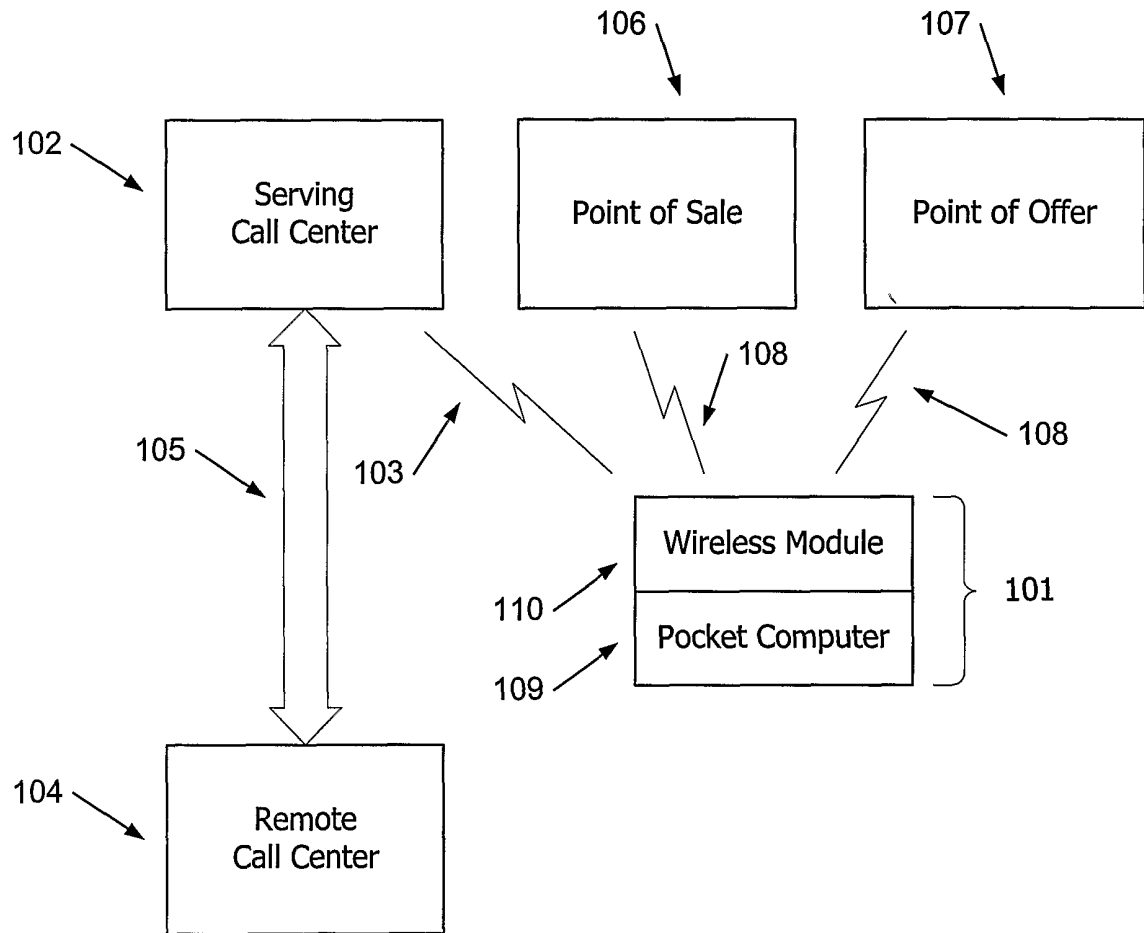 106
107
102
Serving
Call Center
Point of Sale
Point of Offer
108
108
105
103
Wireless Module
110
101
Pocket Computer
109
104
Remote
Call Center